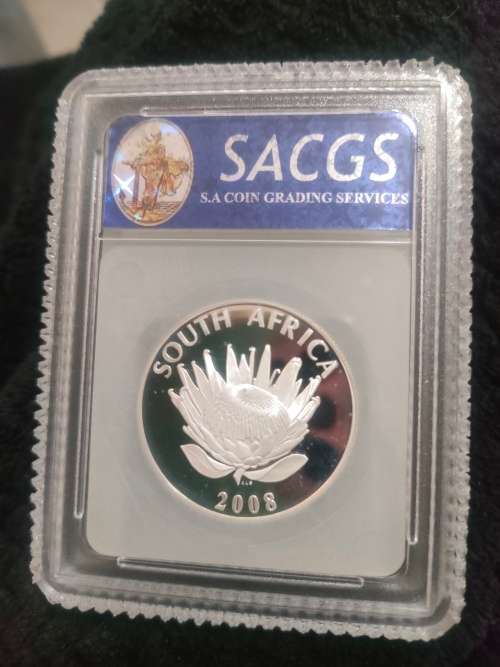 SACGS
S.A COIN GRADING SERVICES
SOUTH AFRICA
2008